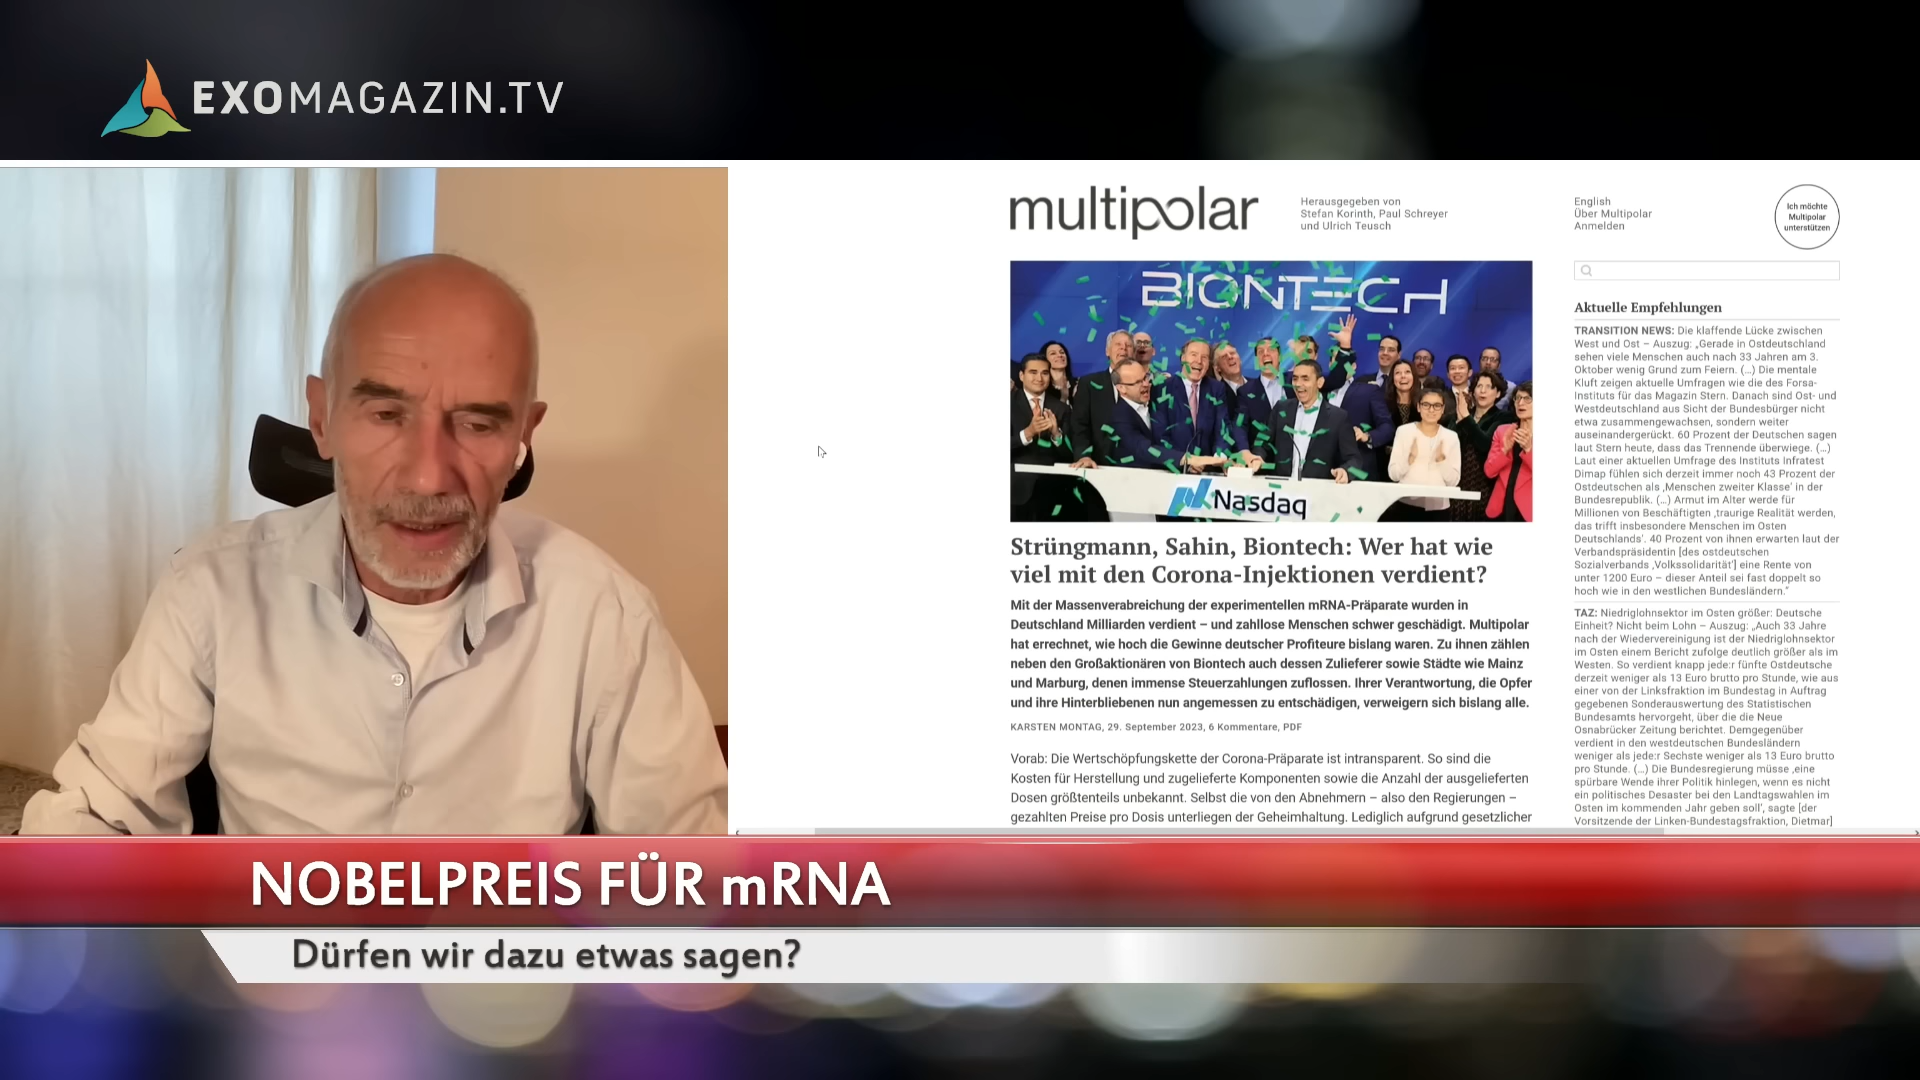 EXOMAGAZIN.TV
multipolar
Herausgegeben von
Stefan Korinth, Paul Schreyer
und Ulrich Teusch
English
Über Multipolar
Anmelden
Ich möchte
Multipolar
unterstützen
BIONTECH
Nasdaq
Strüngmann, Sahin, Biontech: Wer hat wie
viel mit den Corona-Injektionen verdient?
Mit der Massenverabreichung der experimentellen mRNA-Präparate wurden in
Deutschland Milliarden verdient – und zahllose Menschen schwer geschädigt. Multipolar
hat errechnet, wie hoch die Gewinne deutscher Profiteure bislang waren. Zu ihnen zählen
neben den Großaktionären von Biontech auch dessen Zulieferer sowie Städte wie Mainz
und Marburg, denen immense Steuerzahlungen zuflossen. Ihrer Verantwortung, die Opfer
und ihre Hinterbliebenen nun angemessen zu entschädigen, verweigern sich bislang alle.
KARSTEN MONTAG, 29. September 2023, 6 Kommentare, PDF
Vorab: Die Wertschöpfungskette der Corona-Präparate ist intransparent. So sind die
Kosten für Herstellung und zugelieferte Komponenten sowie die Anzahl der ausgelieferten
Dosen größtenteils unbekannt. Selbst die von den Abnehmern – also den Regierungen –
gezahlten Preise pro Dosis unterliegen der Geheimhaltung. Lediglich aufgrund gesetzlicher
Aktuelle Empfehlungen
TRANSITION NEWS: Die klaffende Lücke zwischen
West und Ost – Auszug: „Gerade in Ostdeutschland
sehen viele Menschen auch nach 33 Jahren am 3.
Oktober wenig Grund zum Feiern. (...) Die mentale
Kluft zeigen aktuelle Umfragen wie die des Forsa-
Instituts für das Magazin Stern. Danach sind Ost- und
Westdeutschland aus Sicht der Bundesbürger nicht
etwa zusammengewachsen, sondern weiter
auseinandergerückt. 60 Prozent der Deutschen sagen
laut Stern heute, dass das Trennende überwiege. (...)
Laut einer aktuellen Umfrage des Instituts Infratest
Dimap fühlen sich derzeit immer noch 43 Prozent der
Ostdeutschen als ‚Menschen zweiter Klasse' in der
Bundesrepublik. (...) Armut im Alter werde für
Millionen von Beschäftigten ‚traurige Realität werden,
das trifft insbesondere Menschen im Osten
Deutschlands'. 40 Prozent von ihnen erwarten laut der
Verbandspräsidentin [des ostdeutschen
Sozialverbands ‚Volkssolidarität'] eine Rente von
unter 1200 Euro – dieser Anteil sei fast doppelt so
hoch wie in den westlichen Bundesländern.“
TAZ: Niedriglohnsektor im Osten größer: Deutsche
Einheit? Nicht beim Lohn – Auszug: „Auch 33 Jahre
nach der Wiedervereinigung ist der Niedriglohnsektor
im Osten einem Bericht zufolge deutlich größer als im
Westen. So verdient knapp jede:r fünfte Ostdeutsche
derzeit weniger als 13 Euro brutto pro Stunde, wie aus
einer von der Linksfraktion im Bundestag in Auftrag
gegebenen Sonderauswertung des Statistischen
Bundesamts hervorgeht, über die die Neue
Osnabrücker Zeitung berichtet. Demgegenüber
verdient in den westdeutschen Bundesländern
weniger als jede:r Sechste weniger als 13 Euro brutto
pro Stunde. (...) Die Bundesregierung müsse ‚eine
spürbare Wende ihrer Politik hinlegen, wenn es nicht
ein politisches Desaster bei den Landtagswahlen im
Osten im kommenden Jahr geben soll', sagte [der
Vorsitzende der Linken-Bundestagsfraktion, Dietmar]
NOBELPREIS FÜR mRNA
Dürfen wir dazu etwas sagen?